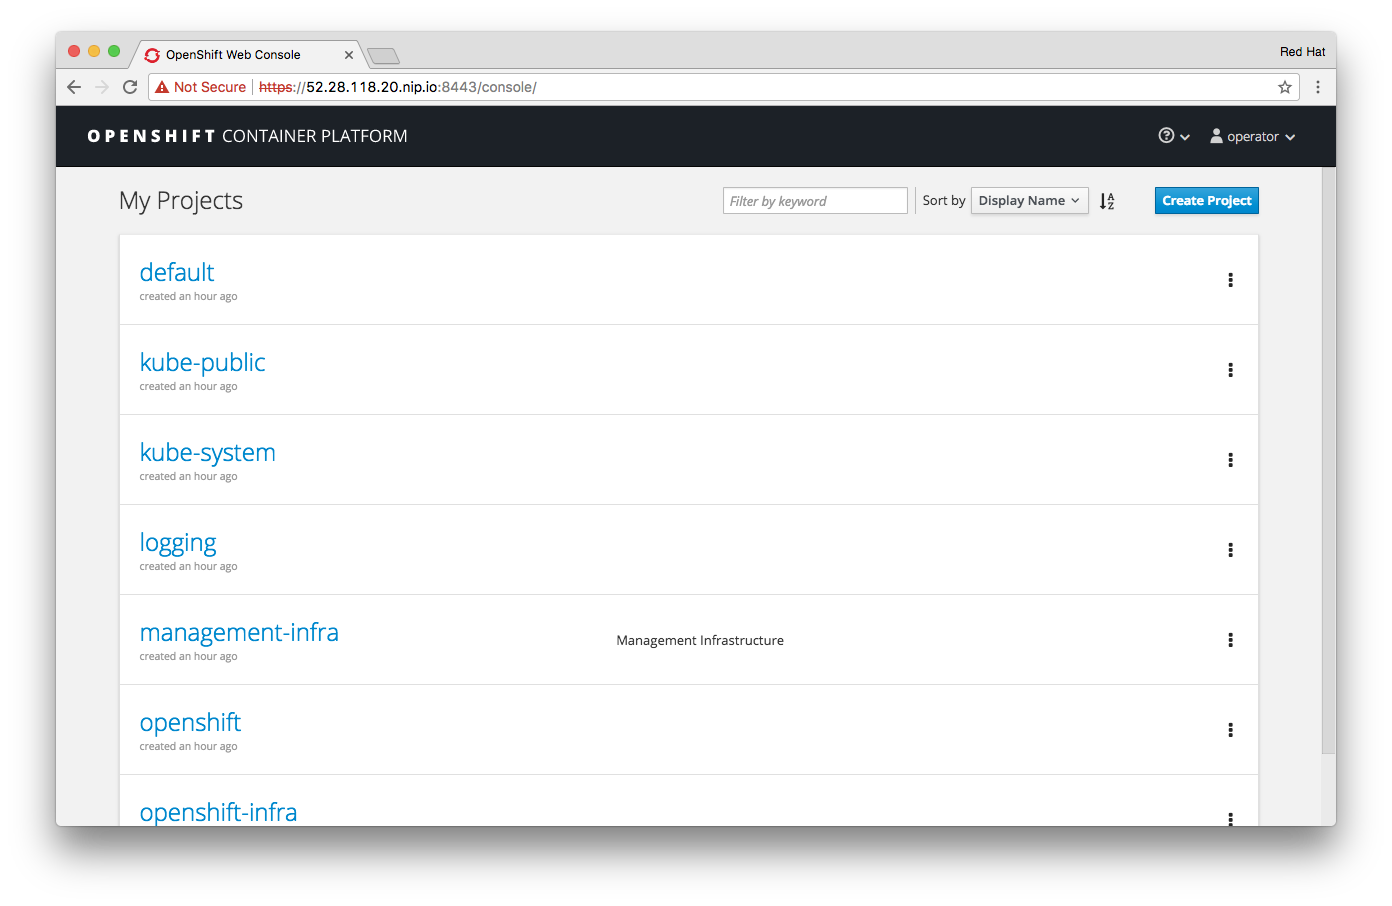 OpenShift Web Console
Red Hat
Not Secure https://52.28.118.20.nip.io:8443/console/
OPENSHIFT CONTAINER PLATFORM
operator
My Projects
Filter by keyword
Sort by
Display Name
Create Project
default
created an hour ago
kube-public
created an hour ago
kube-system
created an hour ago
logging
created an hour ago
management-infra
created an hour ago
Management Infrastructure
openshift
created an hour ago
openshift-infra